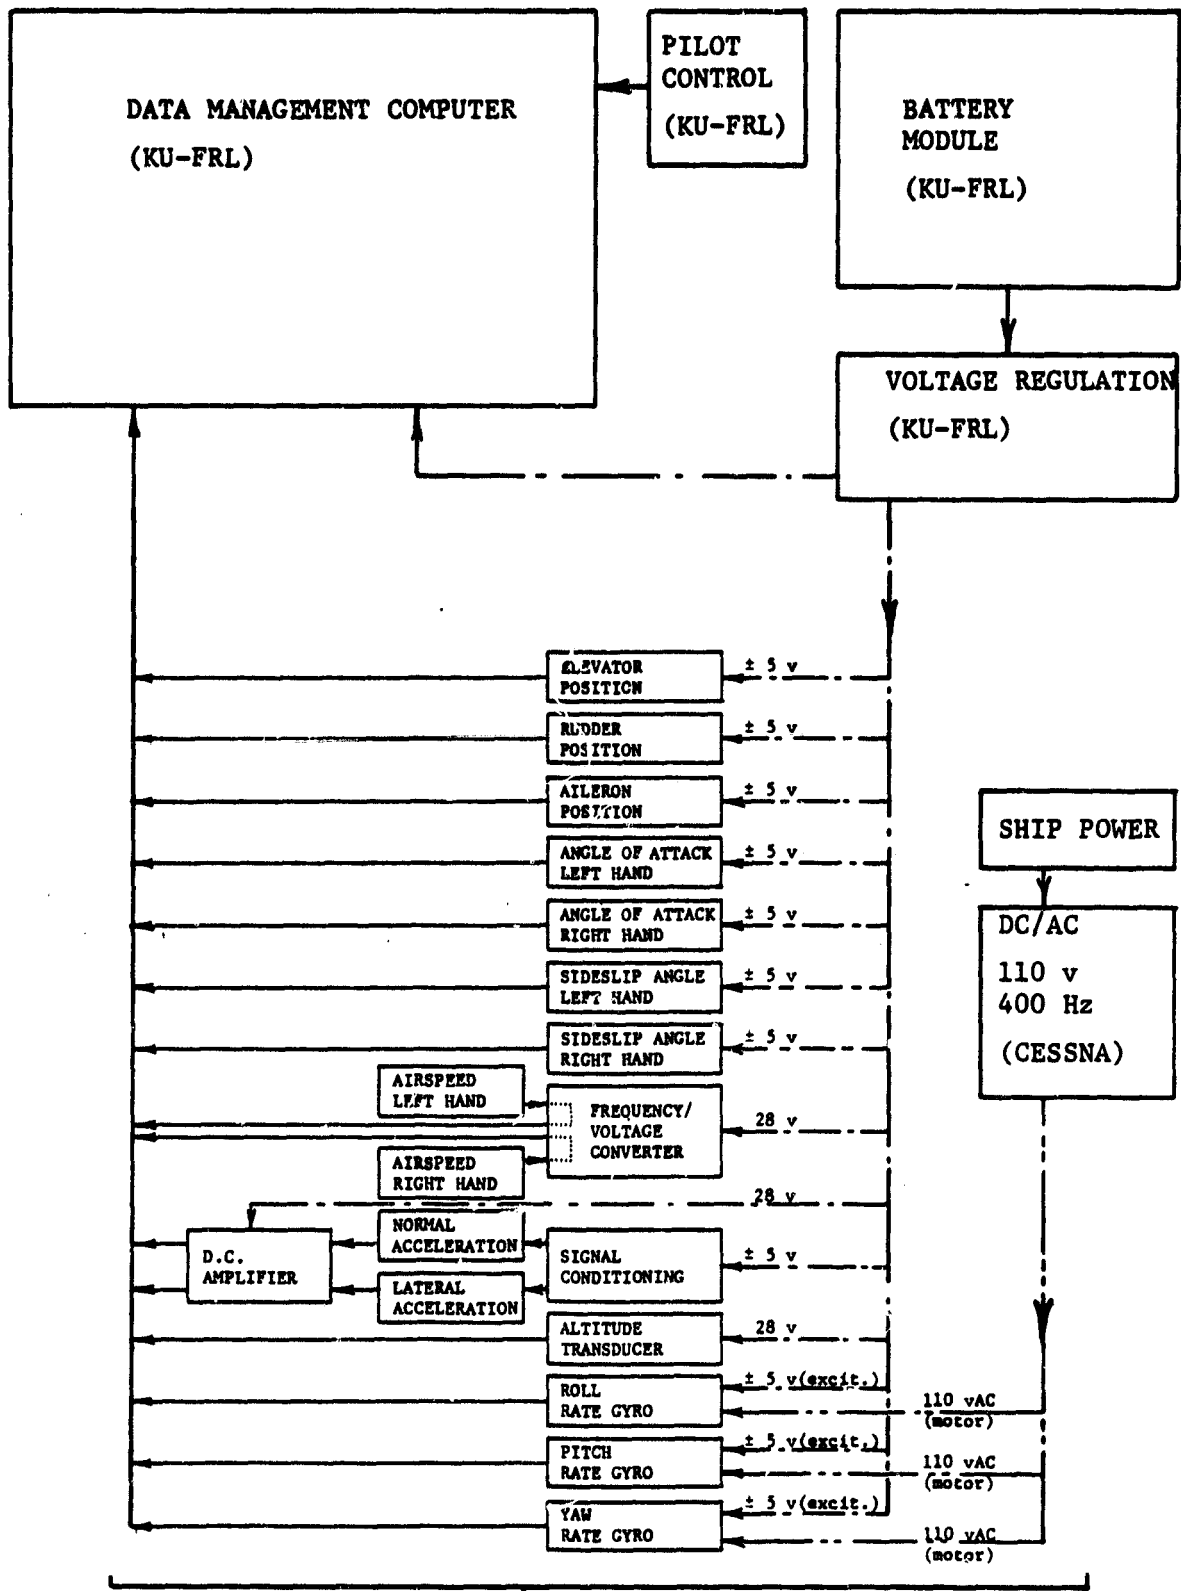 DATA MANAGEMENT COMPUTER
(KU-FRL)
PILOT
CONTROL
(KU-FRL)
BATTERY
MODULE
(KU-FRL)
VOLTAGE REGULATION
(KU-FRL)
ELEVATOR
POSITION
± 5 v
RUDDER
POSITION
± 5 v
AILERON
POSITION
± 5 v
ANGLE OF ATTACK
LEFT HAND
± 5 v
ANGLE OF ATTACK
RIGHT HAND
± 5 v
SIDESLIP ANGLE
LEFT HAND
± 5 v
SIDESLIP ANGLE
RIGHT HAND
± 5 v
SHIP POWER
DC/AC
110 v
400 Hz
(CESSNA)
AIRSPEED
LEFT HAND
FREQUENCY/
VOLTAGE
CONVERTER
28 v
AIRSPEED
RIGHT HAND
28 v
D.C.
AMPLIFIER
NORMAL
ACCELERATION
LATERAL
ACCELERATION
SIGNAL
CONDITIONING
± 5 v
ALTITUDE
TRANSDUCER
28 v
ROLL
RATE GYRO
± 5 v(excit.)
110 vAC
(motor)
PITCH
RATE GYRO
± 5 v(excit.)
110 vAC
(motor)
YAW
RATE GYRO
± 5 v(excit.)
110 vAC
(motor)